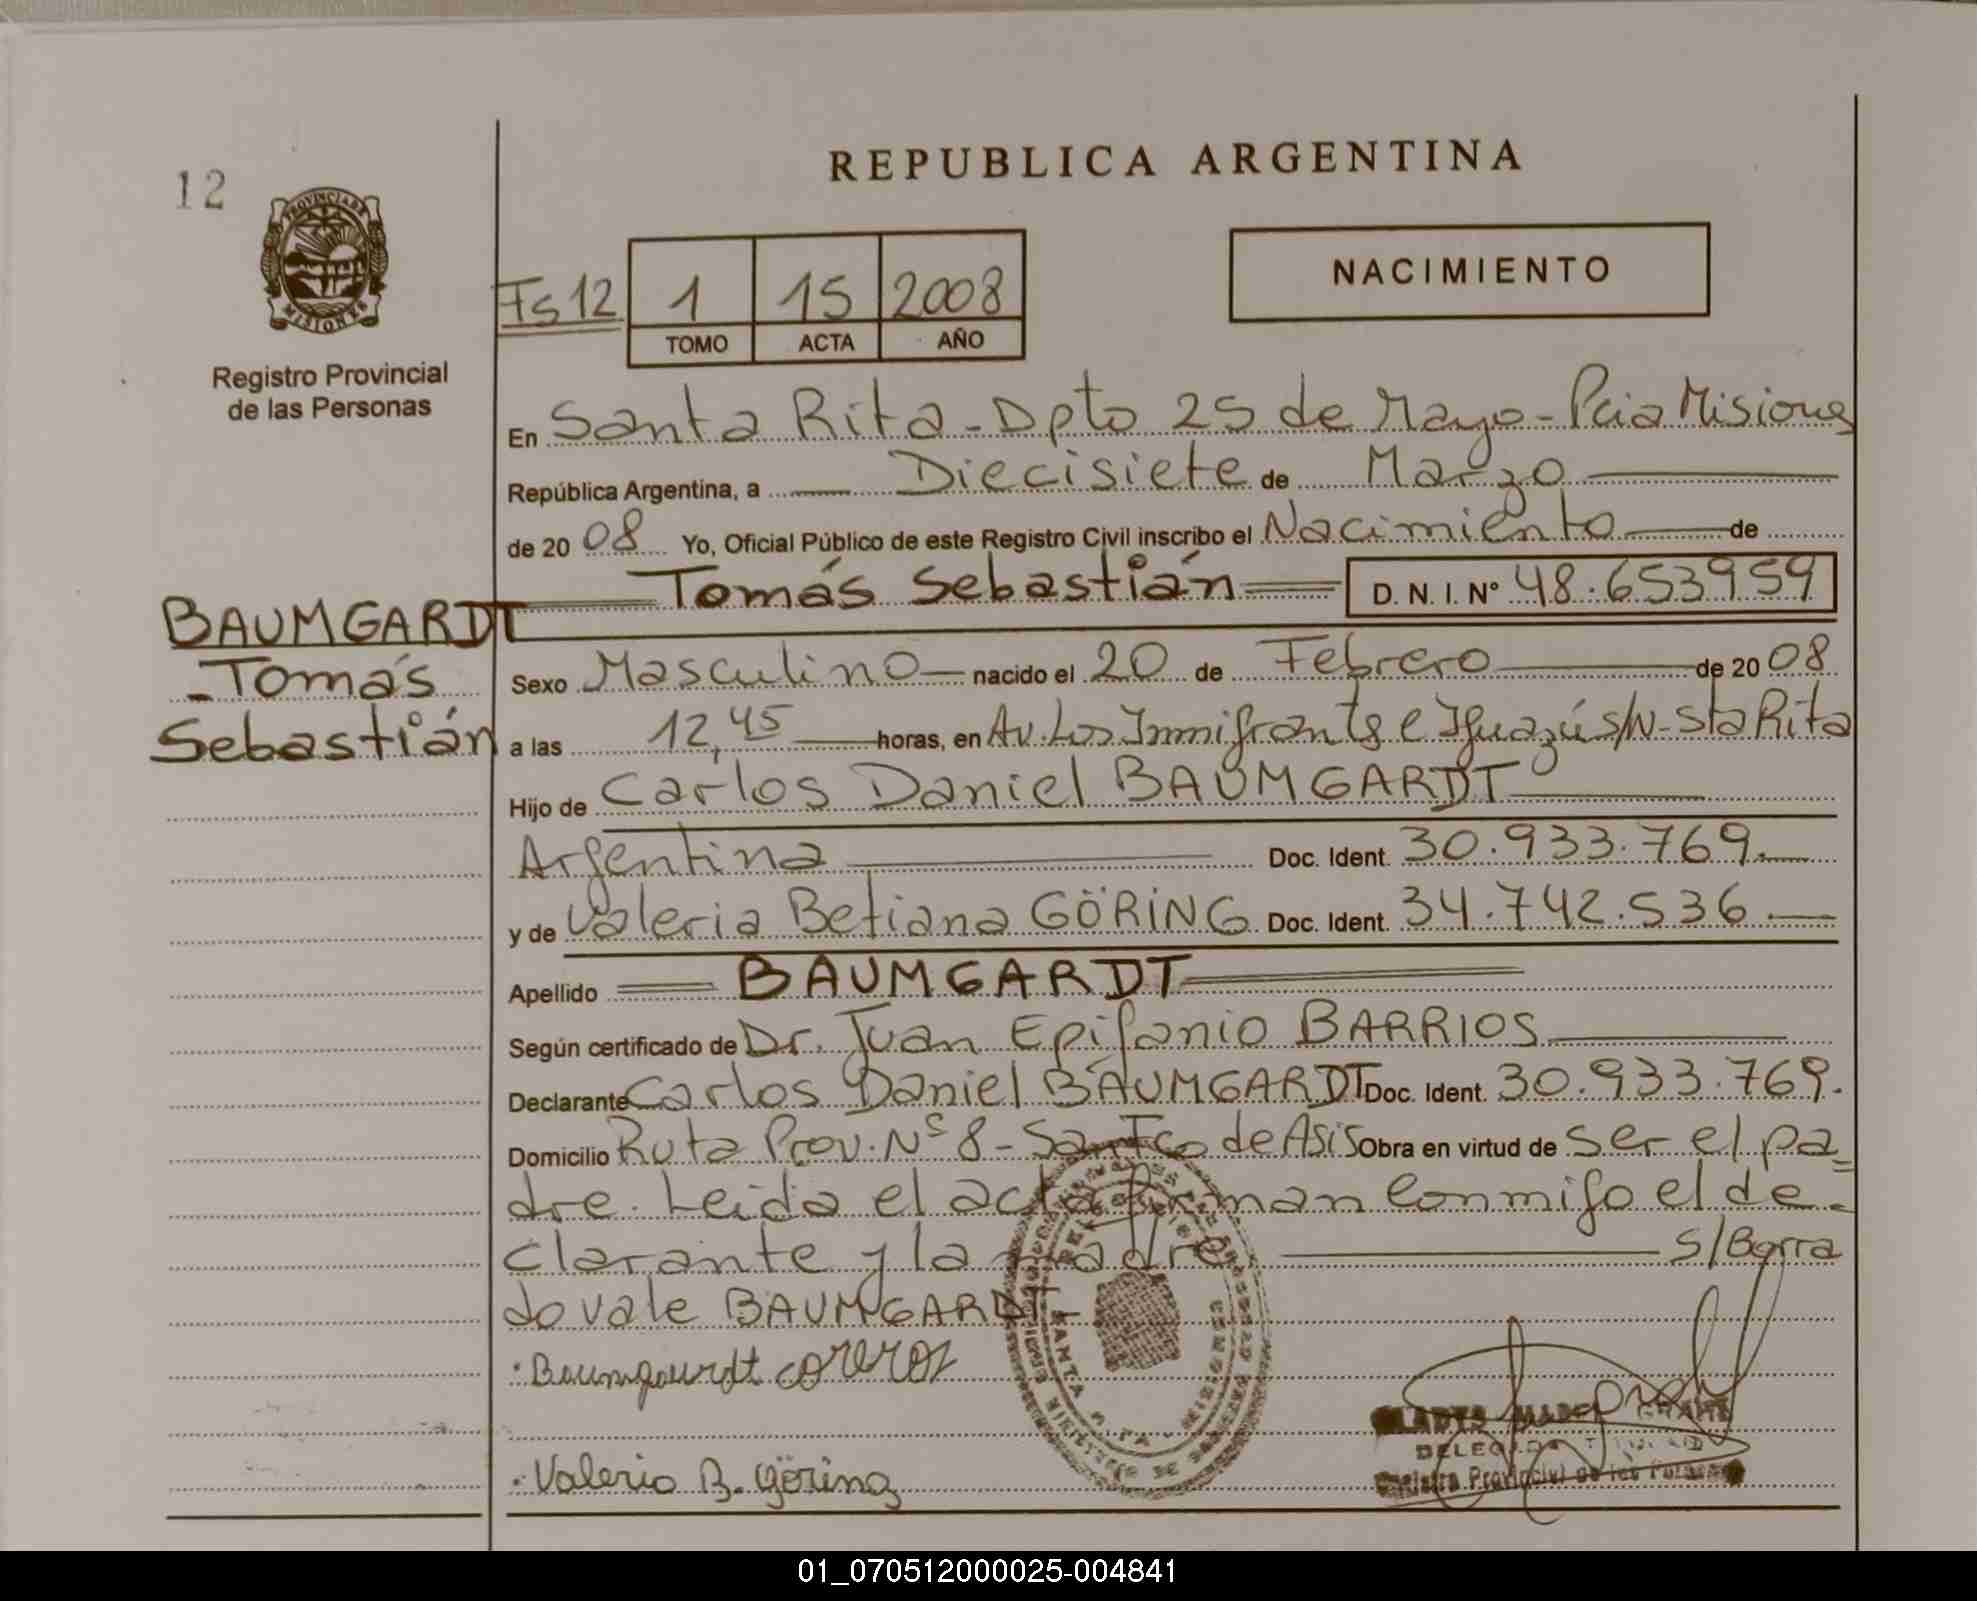 REPUBLICA ARGENTINA
12
PROVINCIA DE
MISIONES
Registro Provincial
de las Personas
Fs 12
1 15 2008
TOMO ACTA AÑO
NACIMIENTO
En Santa Rita - Dpto 25 de Mayo - Pcia Misiones
República Argentina, a Diecisiete de Marzo
de 20 08 Yo, Oficial Público de este Registro Civil inscribo el Nacimiento de
Tomás Sebastián D. N. I. Nº 48.653959
BAUMGARDT
Tomás
Sebastián
Sexo Masculino nacido el 20 de Febrero de 20 08
a las 12,45 horas, en Av. Los Inmigrantes e Iguazú s/N - Sta Rita
Hijo de Carlos Daniel BAUMGARDT
Argentina Doc. Ident. 30.933.769.
y de Valeria Betiana GÖRING Doc. Ident. 34.742.536.
Apellido BAUMGARDT
Según certificado de Dr. Juan Epifanio BARRIOS
Declarante Carlos Daniel BAUMGARDT Doc. Ident. 30.933.769.
Domicilio Ruta Prov. Nº 8 - San Fco de Asis Obra en virtud de ser el pa=
dre. Leida el acta firman conmigo el de-
clarante y la madre S/Borra
do vale BAUMGARDT
Baumgardt
Valeria B. Göring
GLADYS
Registro Provincial de las Personas
01_070512000025-004841